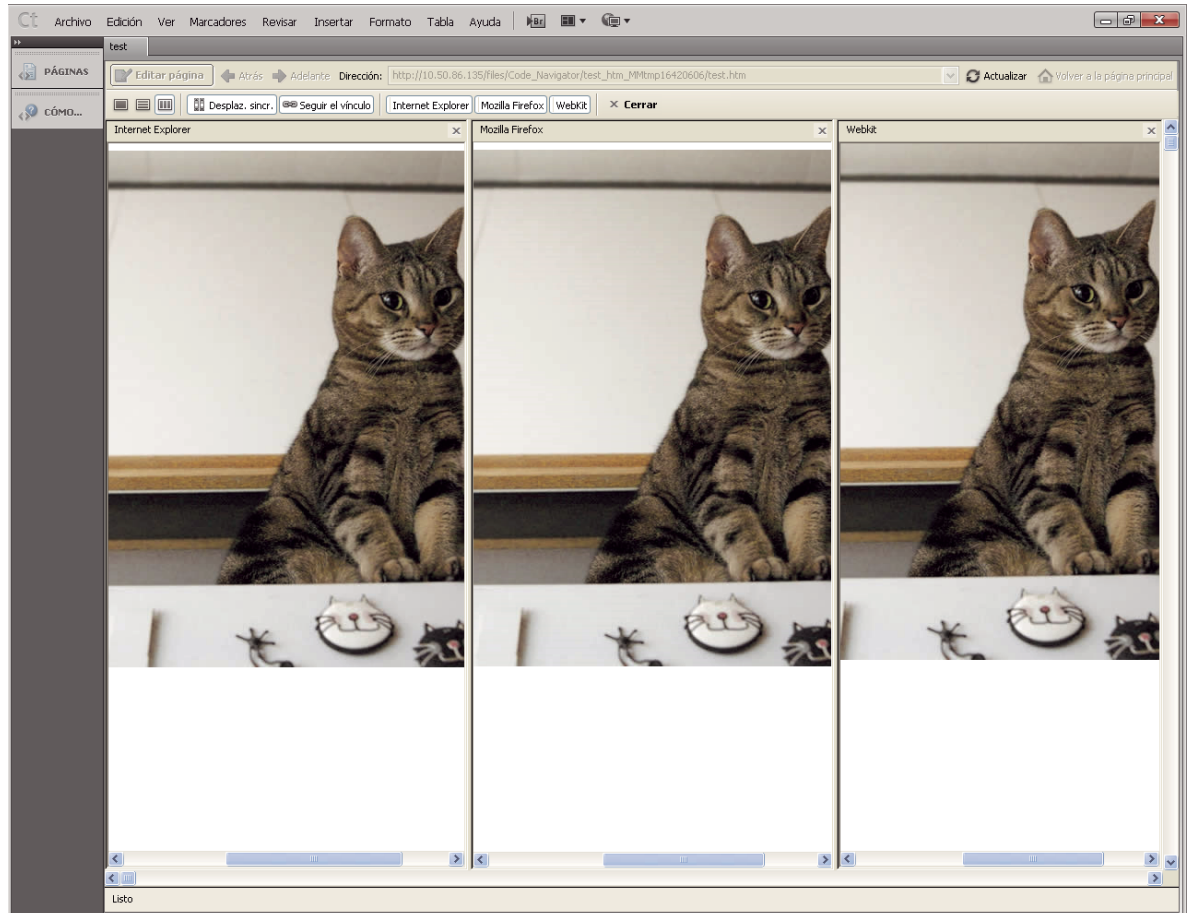 Ct Archivo Edición Ver Marcadores Revisar Insertar Formato Tabla Ayuda Br
test
PÁGINAS
Editar página Atrás Adelante Dirección: http://10.50.86.135/files/Code_Navigator/test_htm_MMtmp16420606/test.htm Actualizar Volver a la página principal
CÓMO...
Desplaz. sincr. Seguir el vínculo Internet Explorer Mozilla Firefox WebKit × Cerrar
Internet Explorer Mozilla Firefox Webkit
Listo